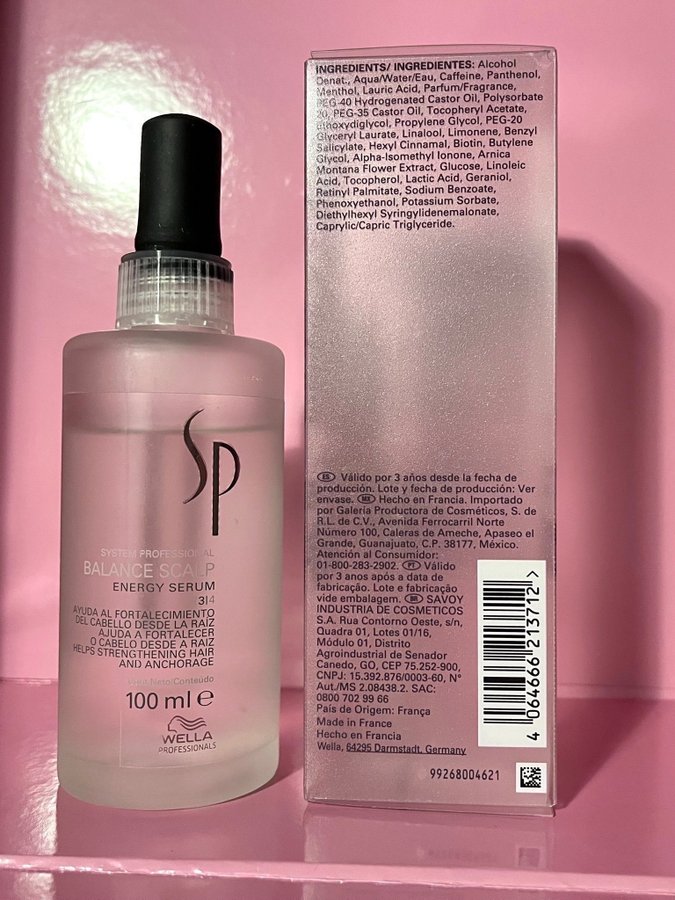 SP
SYSTEM PROFESSIONAL
BALANCE SCALP
ENERGY SERUM
3|4
AYUDA AL FORTALECIMIENTO
DEL CABELLO DESDE LA RAÍZ
AJUDA A FORTALECER
O CABELO DESDE A RAIZ
HELPS STRENGTHENING HAIR
AND ANCHORAGE
Neto/Conteúdo
100 ml e
WELLA
PROFESSIONALS
INGREDIENTS/ INGREDIENTES: Alcohol
Denat., Aqua/Water/Eau, Caffeine, Panthenol,
Menthol, Lauric Acid, Parfum/Fragrance,
PEG-40 Hydrogenated Castor Oil, Polysorbate
20, PEG-35 Castor Oil, Tocopheryl Acetate,
Ethoxydiglycol, Propylene Glycol, PEG-20
Glyceryl Laurate, Linalool, Limonene, Benzyl
Salicylate, Hexyl Cinnamal, Biotin, Butylene
Glycol, Alpha-Isomethyl Ionone, Arnica
Montana Flower Extract, Glucose, Linoleic
Acid, Tocopherol, Lactic Acid, Geraniol,
Retinyl Palmitate, Sodium Benzoate,
Phenoxyethanol, Potassium Sorbate,
Diethylhexyl Syringylidenemalonate,
Caprylic/Capric Triglyceride.
ES Válido por 3 años desde la fecha de
producción. Lote y fecha de producción: Ver
envase. MX Hecho en Francia. Importado
por Galería Productora de Cosméticos, S. de
R.L. de C.V., Avenida Ferrocarril Norte
Número 100, Caleras de Ameche, Apaseo el
Grande, Guanajuato, C.P. 38177, México.
Atención al Consumidor:
01-800-283-2902. PT Válido
por 3 anos após a data de
fabricação. Lote e fabricação
vide embalagem. BR SAVOY
INDUSTRIA DE COSMETICOS
S.A. Rua Contorno Oeste, s/n,
Quadra 01, Lotes 01/16,
Módulo 01, Distrito
Agroindustrial de Senador
Canedo, GO, CEP 75.252-900,
CNPJ: 15.392.876/0003-60, N°
Aut./MS 2.08438.2. SAC:
0800 702 99 66
País de Origem: França
Made in France
Hecho en Francia
Wella, 64295 Darmstadt, Germany
4 064666 213712 >
99268004621